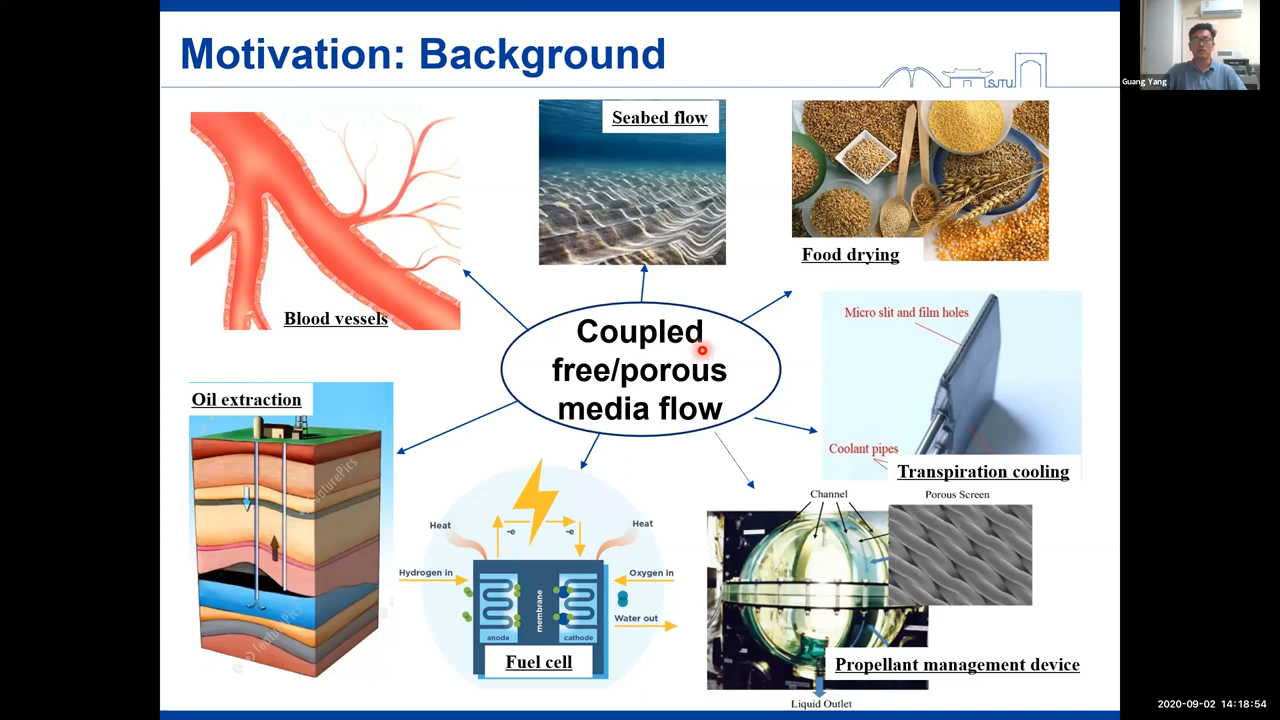 Motivation: Background
SJTU
Guang Yang
Seabed flow
Blood vessels
Food drying
Coupled
free/porous
media flow
Micro slit and film holes
Coolant pipes
Transpiration cooling
Oil extraction
Heat
Heat
-e
-e
Hydrogen in
Oxygen in
Water out
membrane
anode
cathode
Fuel cell
Channel
Porous Screen
Propellant management device
Liquid Outlet
2020-09-02 14:18:54